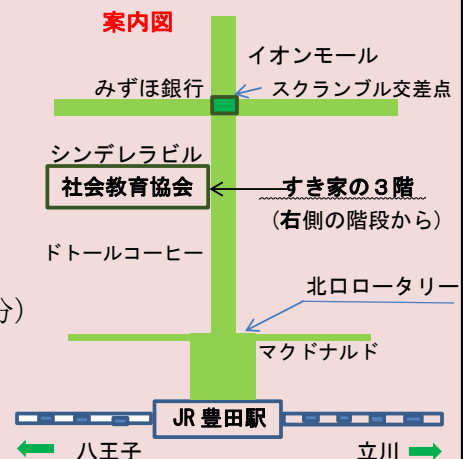 案内図
イオンモール
みずほ銀行
スクランブル交差点
シンデレラビル
社会教育協会
すき家の３階
（右側の階段から）
ドトールコーヒー
北口ロータリー
分）
マクドナルド
JR 豊田駅
八王子
立川